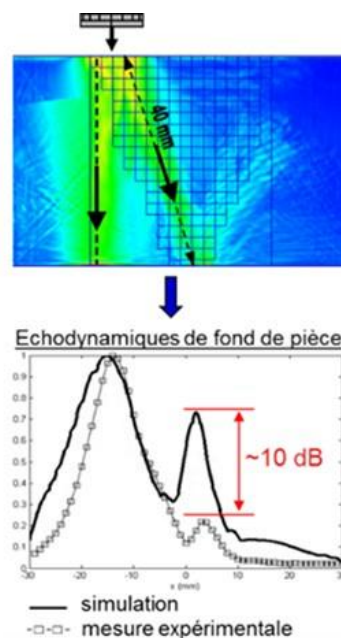 40 mm
Echodynamiques de fond de pièce
1
0.9
0.8
0.7
0.6
0.5
0.4
0.3
0.2
0.1
0
~10 dB
-30 -20 -10 0 10 20 30
x (mm)
simulation
mesure expérimentale